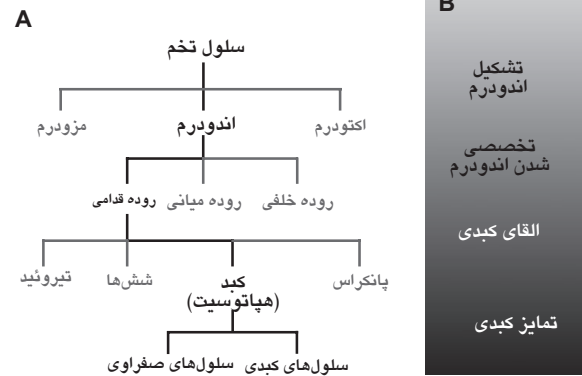 A
سلول تخم
اکتودرم
اندودرم
مزودرم
روده خلفی
روده میانی
روده قدامی
پانکراس
کبد
(هپاتوسیت)
شش‌ها
تیروئید
سلول‌های کبدی
سلول‌های صفراوی
B
تشکیل
اندودرم
تخصصی
شدن اندودرم
القای کبدی
تمایز کبدی